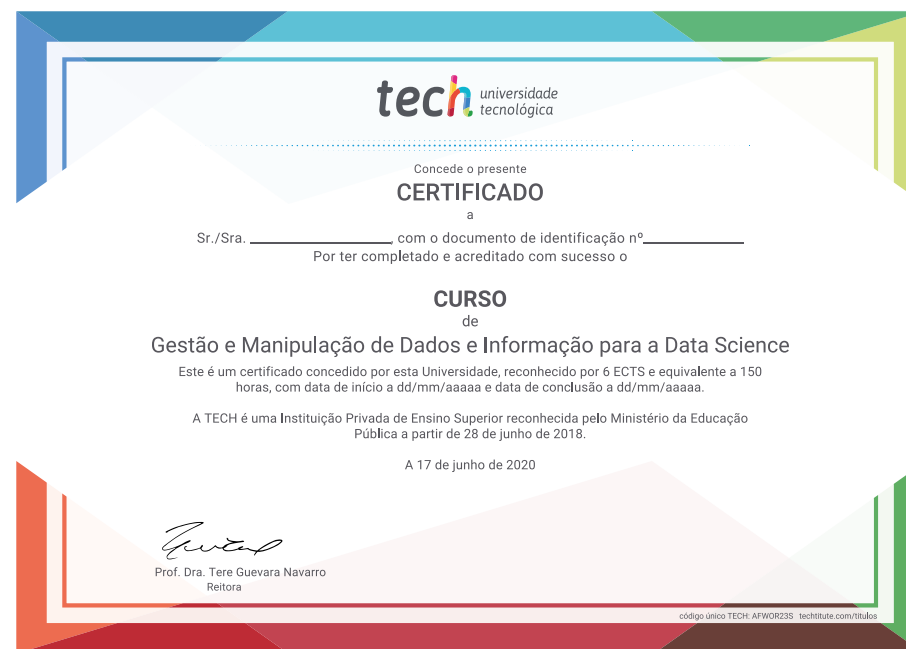 tech universidade
tecnológica
Concede o presente
CERTIFICADO
a
Sr./Sra. ________________, com o documento de identificação nº____________
Por ter completado e acreditado com sucesso o
CURSO
de
Gestão e Manipulação de Dados e Informação para a Data Science
Este é um certificado concedido por esta Universidade, reconhecido por 6 ECTS e equivalente a 150
horas, com data de início a dd/mm/aaaaa e data de conclusão a dd/mm/aaaaa.
A TECH é uma Instituição Privada de Ensino Superior reconhecida pelo Ministério da Educação
Pública a partir de 28 de junho de 2018.
A 17 de junho de 2020
Prof. Dra. Tere Guevara Navarro
Reitora
código único TECH: AFWOR23S techtitute.com/titulos